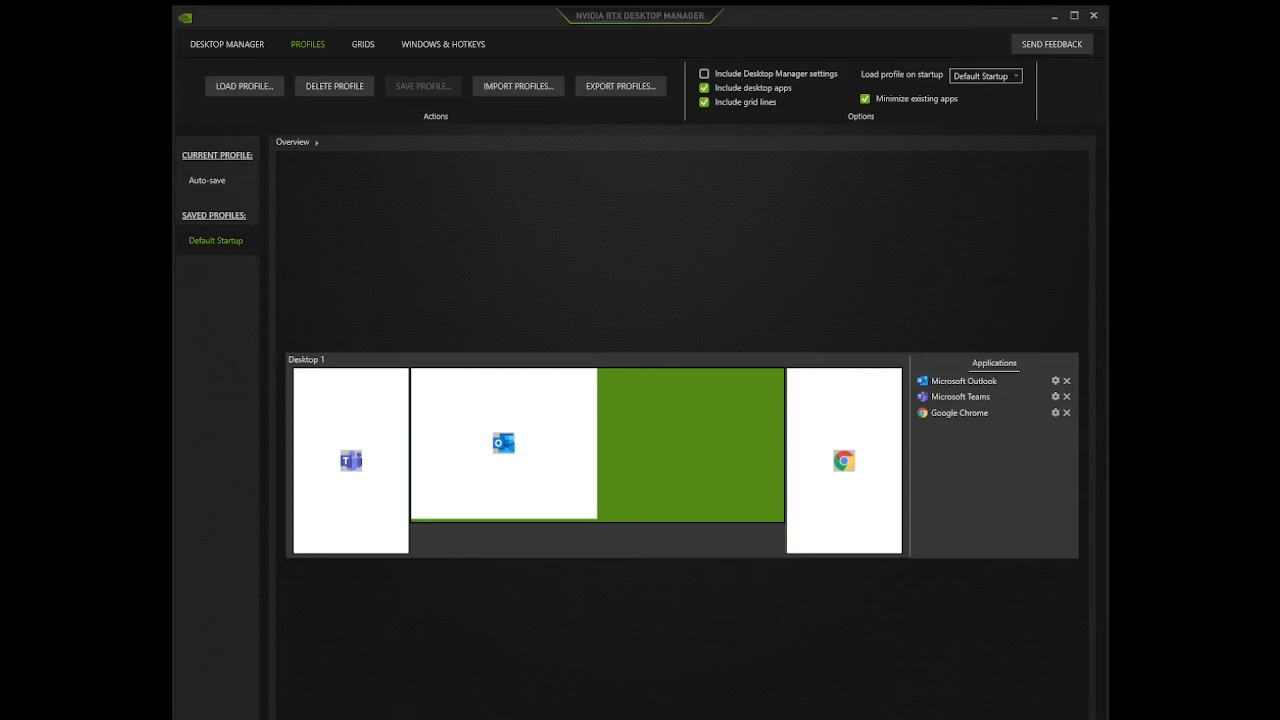 NVIDIA RTX DESKTOP MANAGER
DESKTOP MANAGER PROFILES GRIDS WINDOWS & HOTKEYS SEND FEEDBACK
LOAD PROFILE... DELETE PROFILE SAVE PROFILE... IMPORT PROFILES... EXPORT PROFILES...
Actions
Include Desktop Manager settings
Include desktop apps
Include grid lines
Load profile on startup Default Startup
Minimize existing apps
Options
CURRENT PROFILE:
Auto-save
SAVED PROFILES:
Default Startup
Overview
Desktop 1
Applications
Microsoft Outlook
Microsoft Teams
Google Chrome